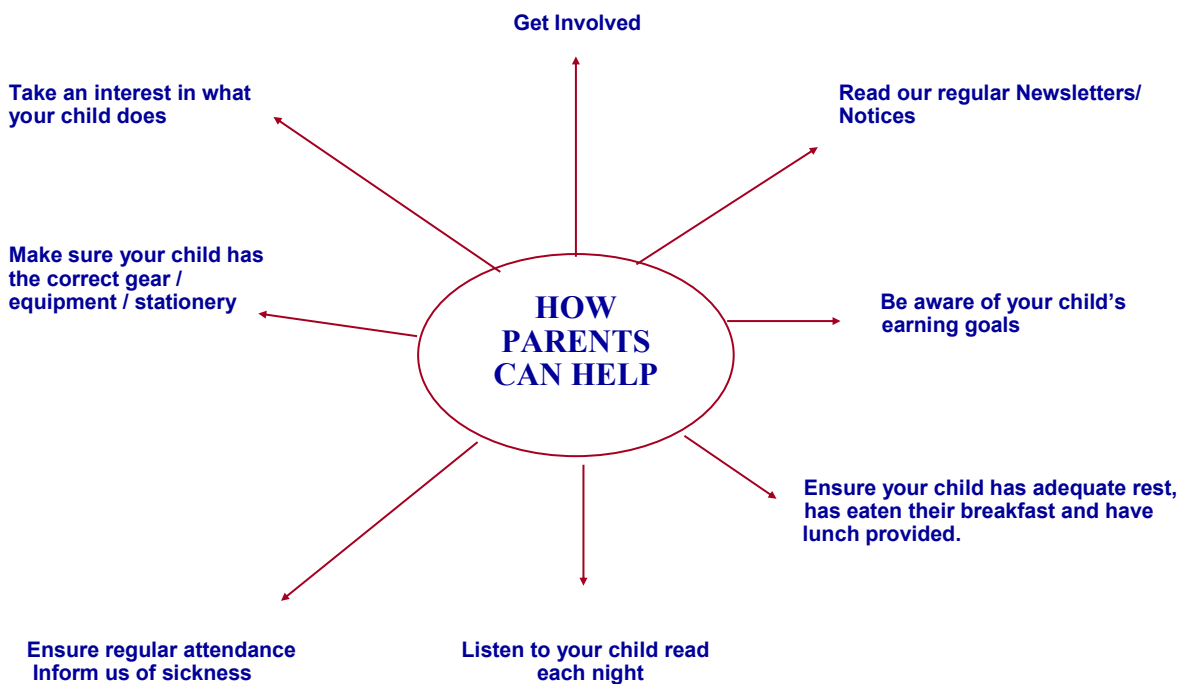 Get Involved
Take an interest in what
your child does
Read our regular Newsletters/
Notices
Make sure your child has
the correct gear /
equipment / stationery
HOW
PARENTS
CAN HELP
Be aware of your child’s
earning goals
Ensure your child has adequate rest,
has eaten their breakfast and have
lunch provided.
Ensure regular attendance
Inform us of sickness
Listen to your child read
each night